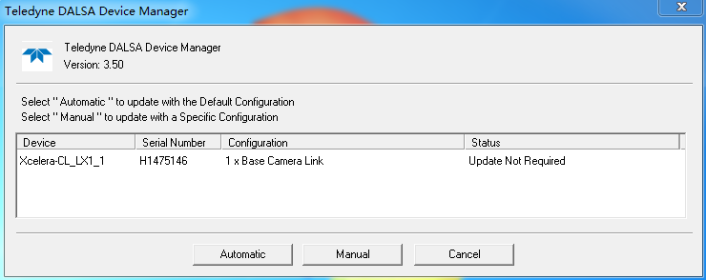 Teledyne DALSA Device Manager
Teledyne DALSA Device Manager
Version: 3.50
Select " Automatic " to update with the Default Configuration
Select " Manual " to update with a Specific Configuration
Device Serial Number Configuration Status
Xcelera-CL_LX1_1 H1475146 1 x Base Camera Link Update Not Required
Automatic Manual Cancel